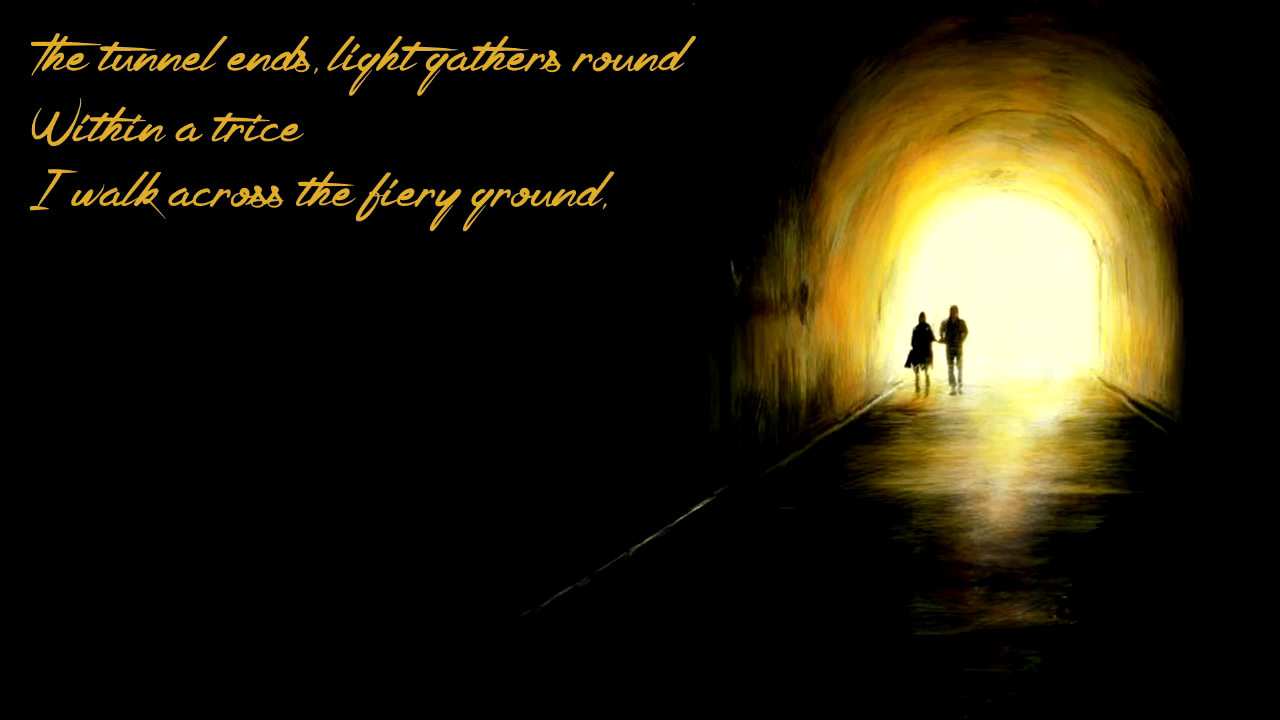 The tunnel ends, light gathers round
Within a trice
I walk across the fiery ground,